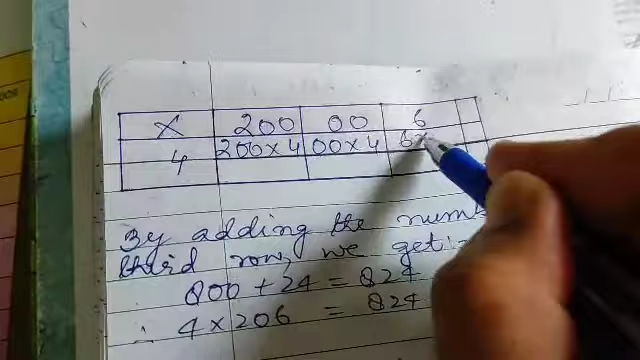 X 200 00 6
4 200×4 00×4 6×
By adding the numb
third row, we get:
800 + 24 = 824
∴ 4×206 = 824